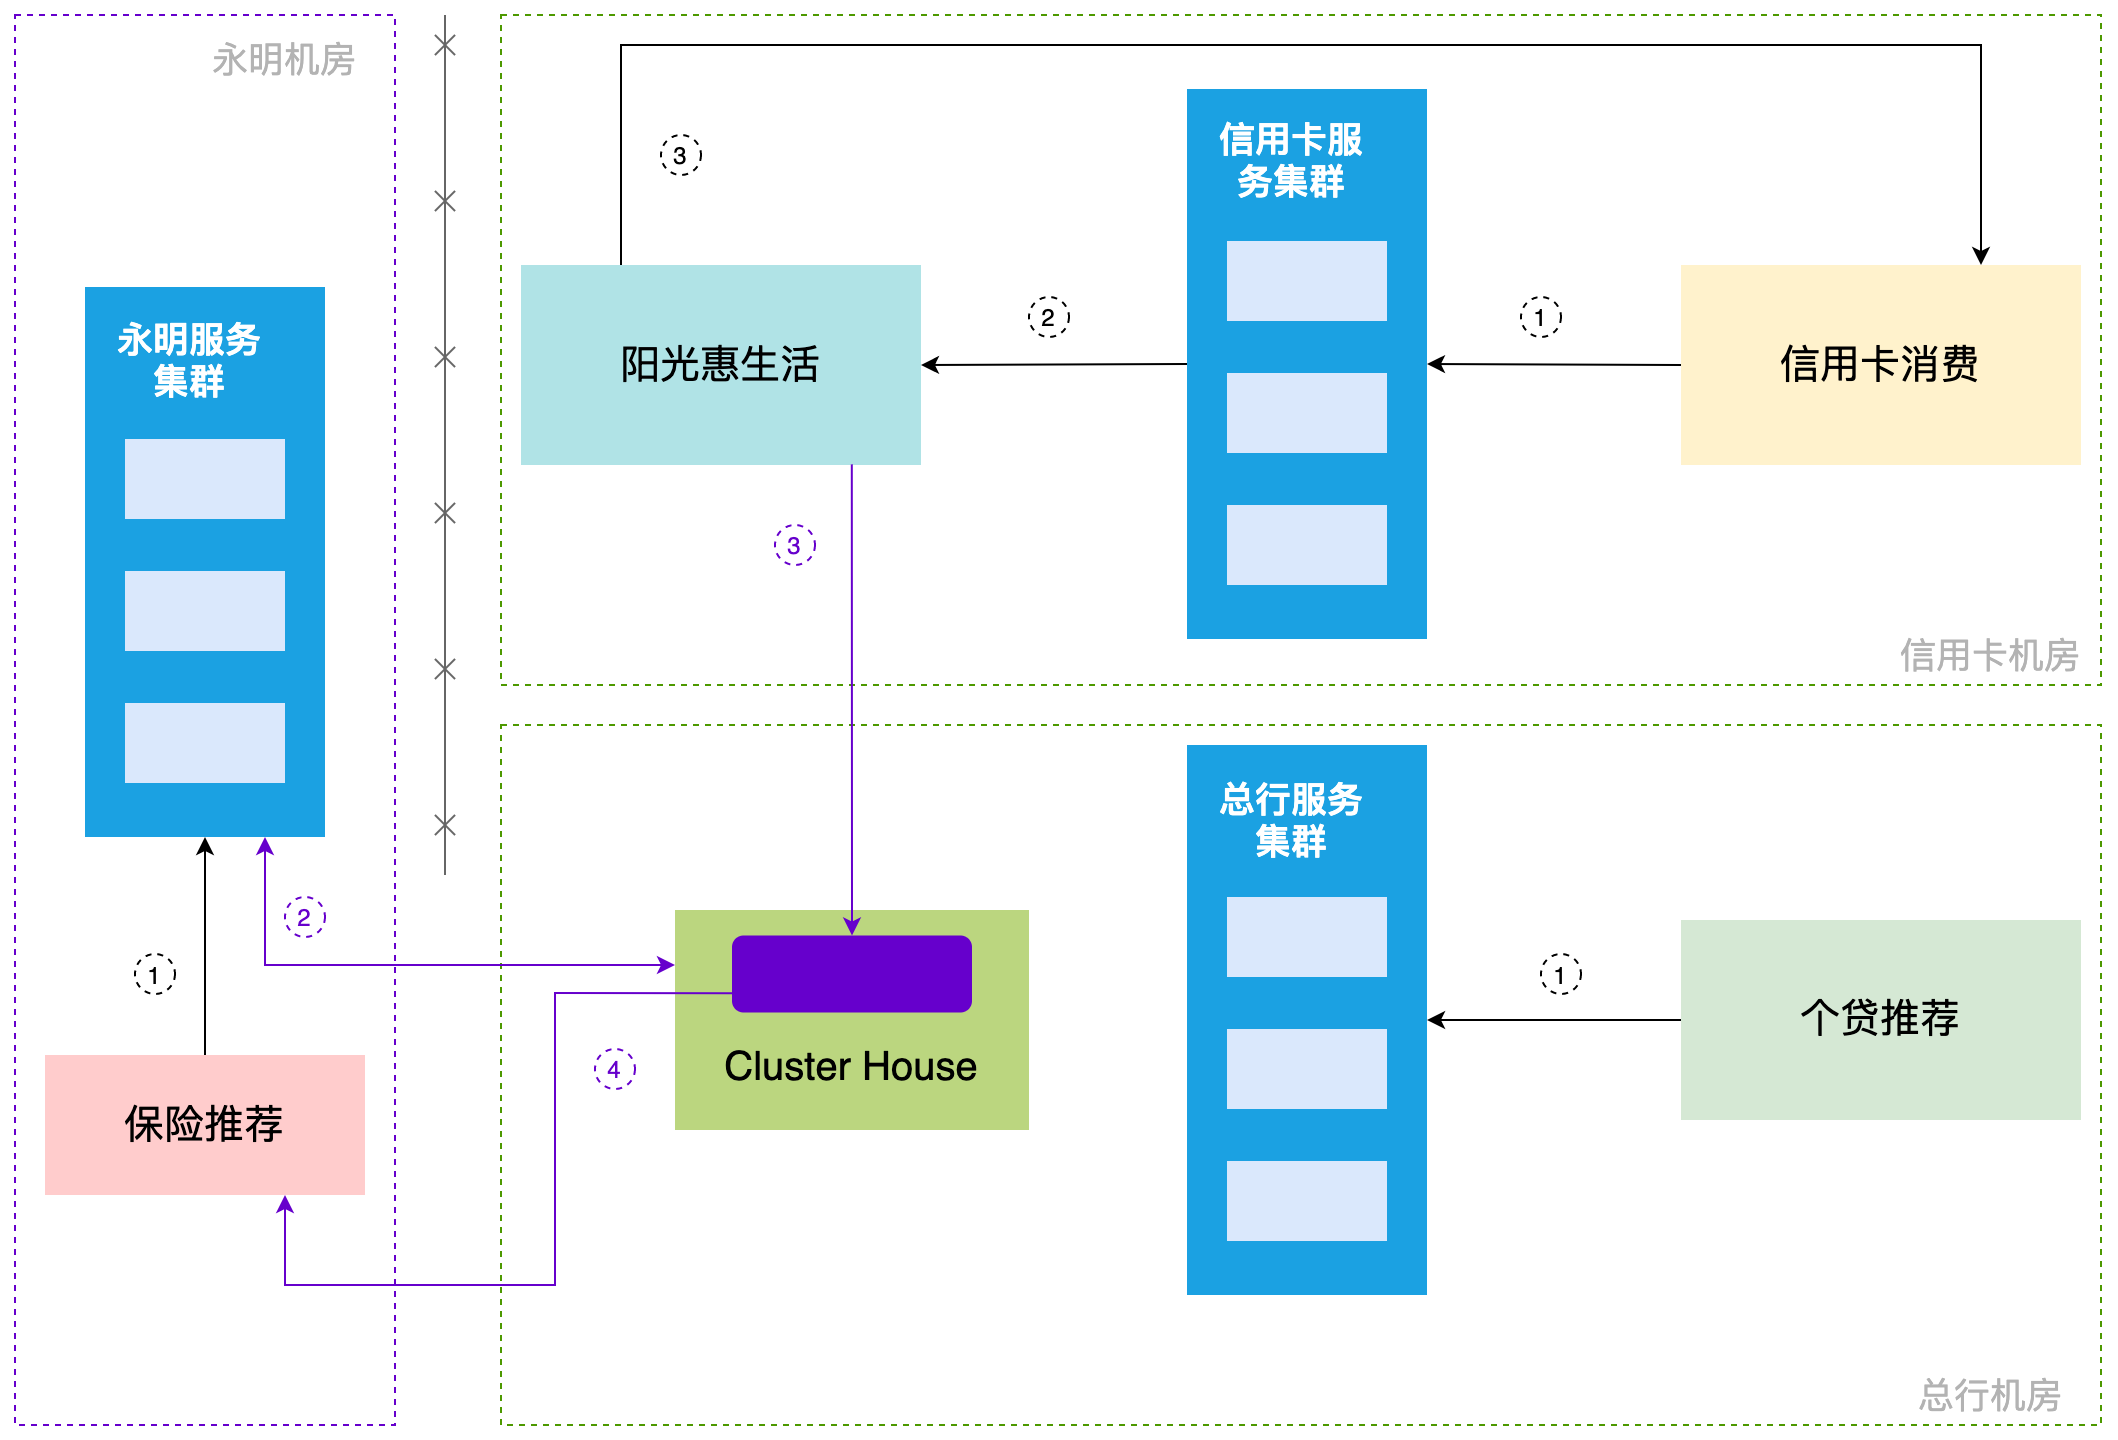 永明机房
永明服务
集群
2
1
保险推荐
3
信用卡服
务集群
阳光惠生活
2
1
信用卡消费
3
信用卡机房
总行服务
集群
Cluster House
4
1
个贷推荐
总行机房